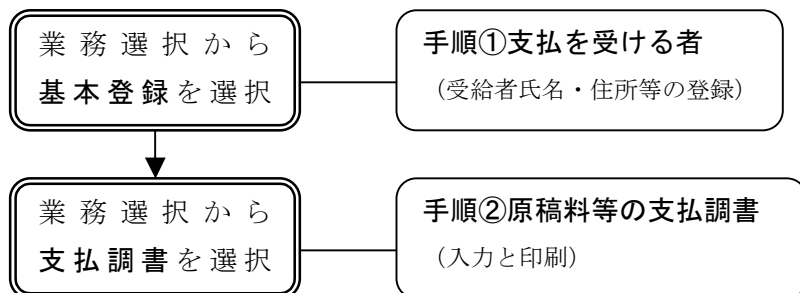 業務選択から
基本登録を選択
手順①支払を受ける者
（受給者氏名・住所等の登録）
業務選択から
支払調書を選択
手順②原稿料等の支払調書
（入力と印刷）